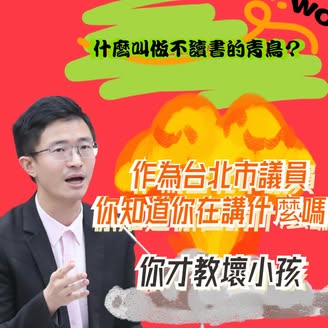 WO
什麼叫做不讀書的青鳥？
作為台北市議員
你知道你在講什麼嗎
你才教壞小孩